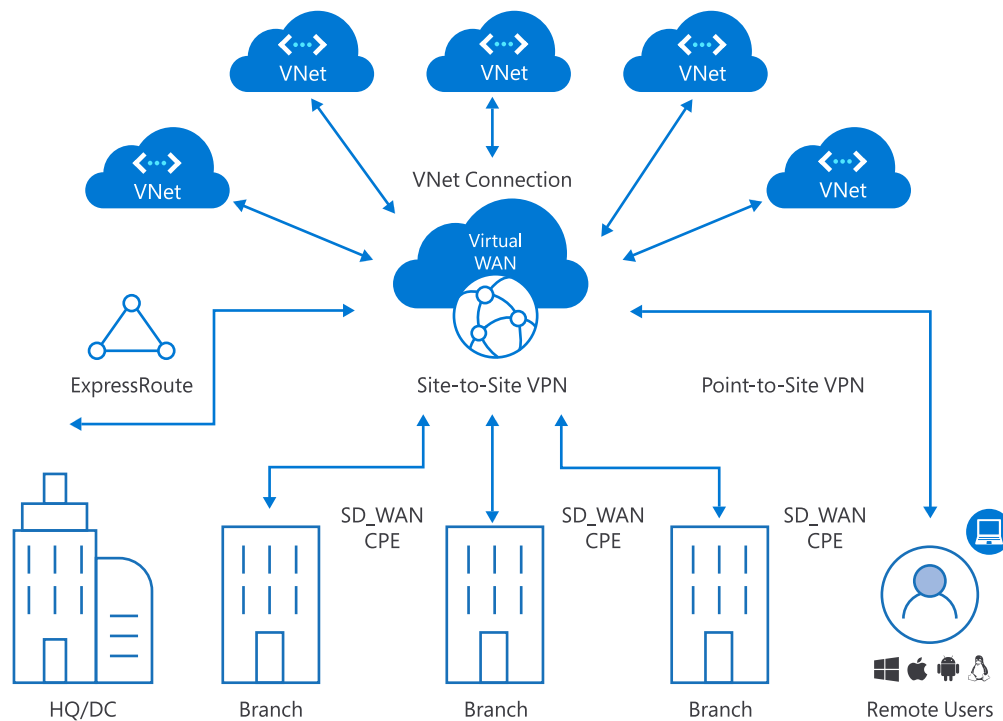 VNet
VNet
VNet
VNet
VNet
VNet Connection
Virtual
WAN
ExpressRoute
Site-to-Site VPN
Point-to-Site VPN
SD_WAN
CPE
SD_WAN
CPE
SD_WAN
CPE
HQ/DC
Branch
Branch
Branch
Remote Users